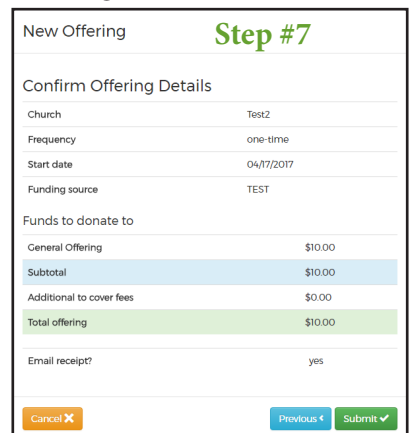 New Offering Step #7
Confirm Offering Details
Church Test2
Frequency one-time
Start date 04/17/2017
Funding source TEST
Funds to donate to
General Offering $10.00
Subtotal $10.00
Additional to cover fees $0.00
Total offering $10.00
Email receipt? yes
Cancel Previous Submit